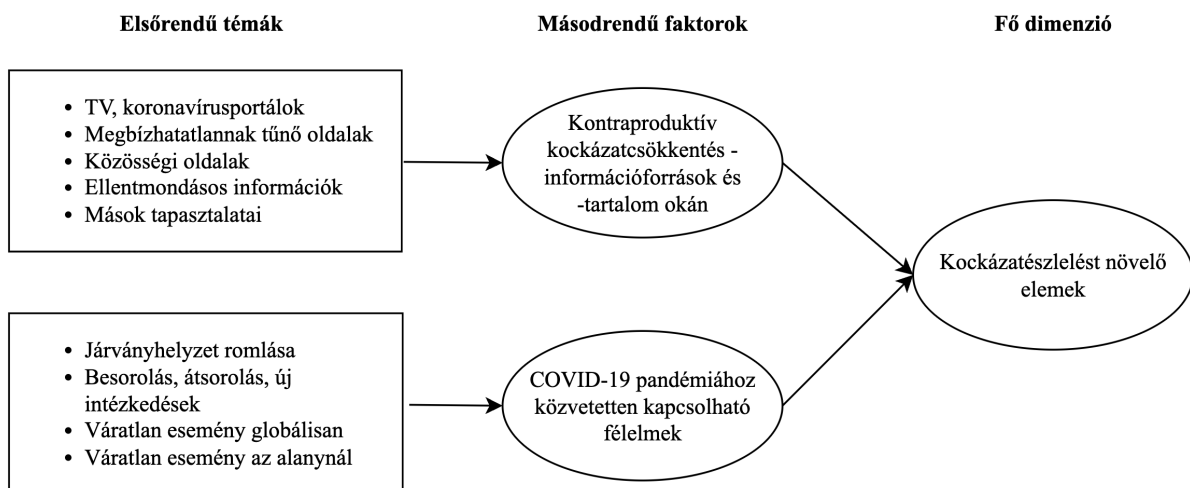 Elsőrendű témák
Másodrendű faktorok
Fő dimenzió
• TV, koronavírusportálok
• Megbízhatatlannak tűnő oldalak
• Közösségi oldalak
• Ellentmondásos információk
• Mások tapasztalatai
Kontraproduktív
kockázatcsökkentés -
információforrások és
-tartalom okán
Kockázatészlelést növelő
elemek
• Járványhelyzet romlása
• Besorolás, átsorolás, új
intézkedések
• Váratlan esemény globálisan
• Váratlan esemény az alanynál
COVID-19 pandémiához
közvetetten kapcsolható
félelmek